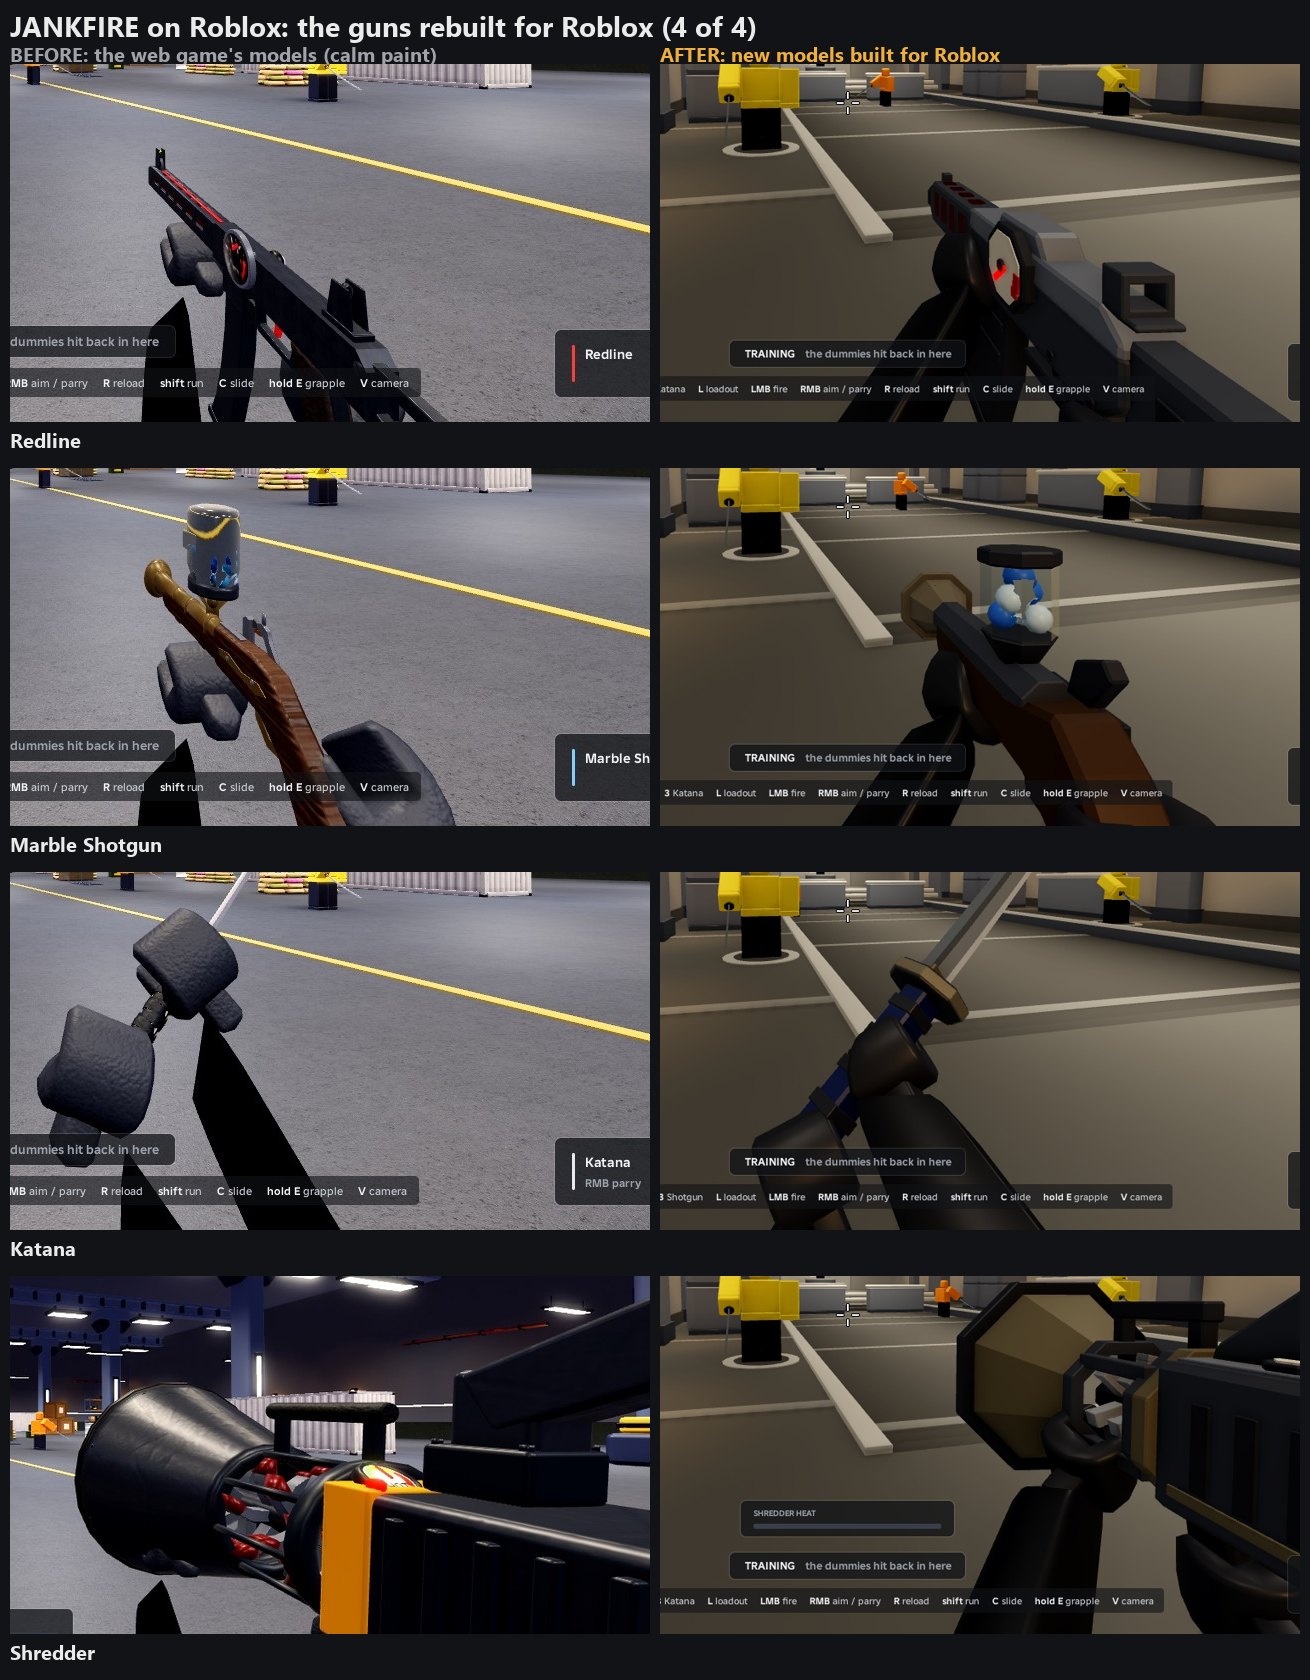 JANKFIRE on Roblox: the guns rebuilt for Roblox (4 of 4)
BEFORE: the web game's models (calm paint)
AFTER: new models built for Roblox
dummies hit back in here
MB aim / parry R reload shift run C slide hold E grapple V camera
Redline
TRAINING the dummies hit back in here
atana L loadout LMB fire RMB aim / parry R reload shift run C slide hold E grapple V camera
Redline
dummies hit back in here
MB aim / parry R reload shift run C slide hold E grapple V camera
Marble Sh
TRAINING the dummies hit back in here
3 Katana L loadout LMB fire RMB aim / parry R reload shift run C slide hold E grapple V camera
Marble Shotgun
dummies hit back in here
MB aim / parry R reload shift run C slide hold E grapple V camera
Katana
RMB parry
TRAINING the dummies hit back in here
Shotgun L loadout LMB fire RMB aim / parry R reload shift run C slide hold E grapple V camera
Katana
SHREDDER HEAT
TRAINING the dummies hit back in here
Katana L loadout LMB fire RMB aim / parry R reload shift run C slide hold E grapple V camera
Shredder